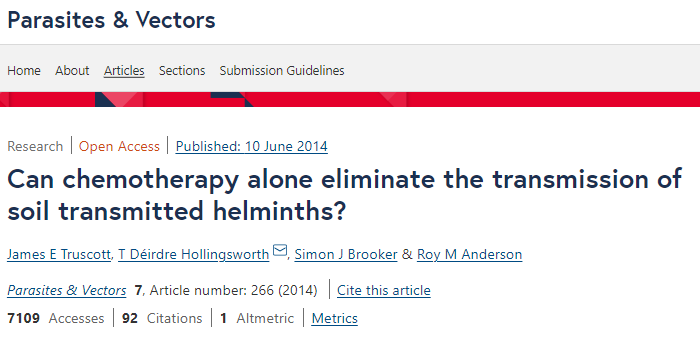 Parasites & Vectors
Home About Articles Sections Submission Guidelines
Research | Open Access | Published: 10 June 2014
Can chemotherapy alone eliminate the transmission of
soil transmitted helminths?
James E Truscott, T Déirdre Hollingsworth, Simon J Brooker & Roy M Anderson
Parasites & Vectors 7, Article number: 266 (2014) | Cite this article
7109 Accesses | 92 Citations | 1 Altmetric | Metrics